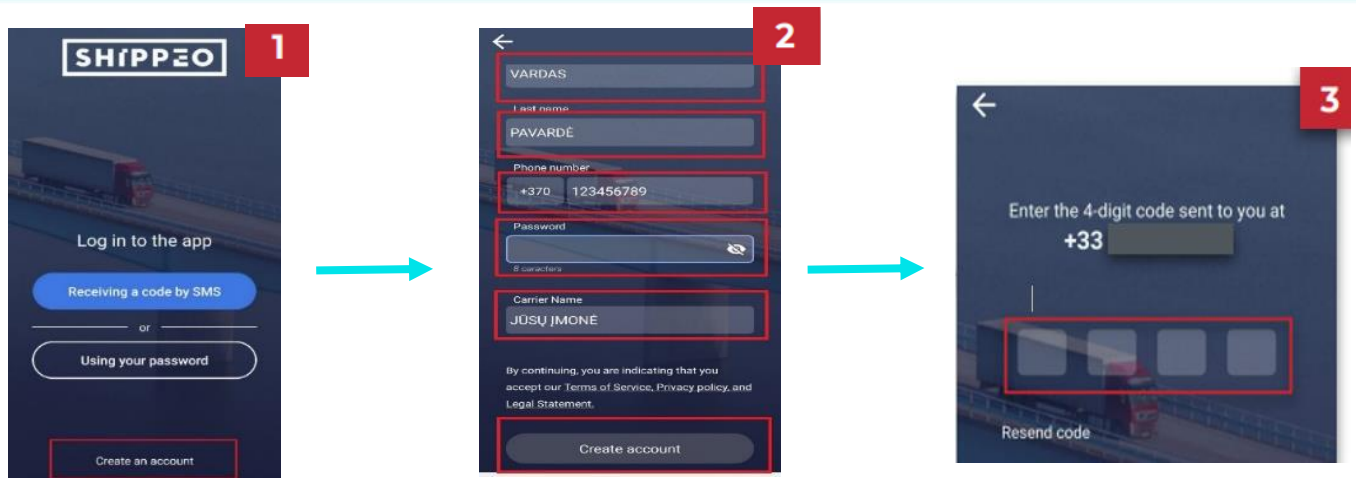 1
SHIPPEO
Log in to the app
Receiving a code by SMS
or
Using your password
Create an account
2
VARDAS
Last name
PAVARDĖ
Phone number
+370 123456789
Password
8 caracters
Carrier Name
JŪSŲ ĮMONĖ
By continuing, you are indicating that you
accept our Terms of Service, Privacy policy, and
Legal Statement.
Create account
3
Enter the 4-digit code sent to you at
+33
Resend code